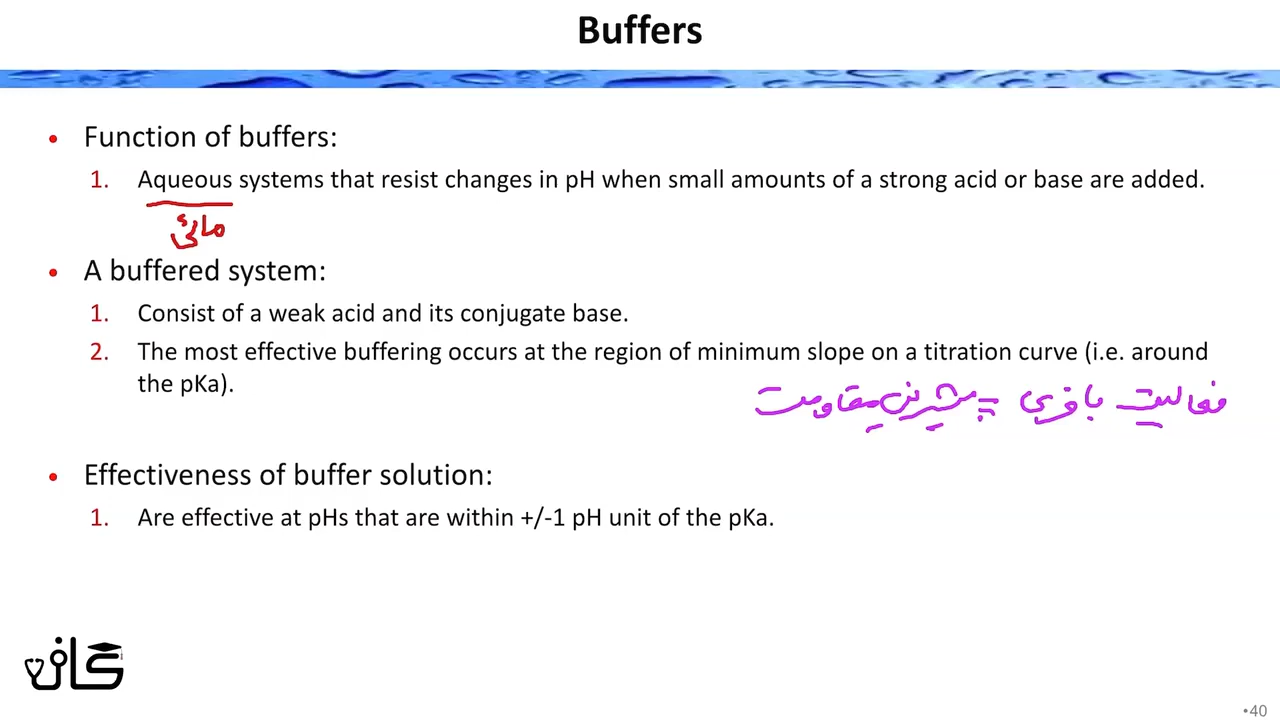 Buffers
• Function of buffers:
1. Aqueous systems that resist changes in pH when small amounts of a strong acid or base are added.
مائی
• A buffered system:
1. Consist of a weak acid and its conjugate base.
2. The most effective buffering occurs at the region of minimum slope on a titration curve (i.e. around
the pKa).
فعالیت بافری = بیشترین مقاومت
• Effectiveness of buffer solution:
1. Are effective at pHs that are within +/-1 pH unit of the pKa.
•40